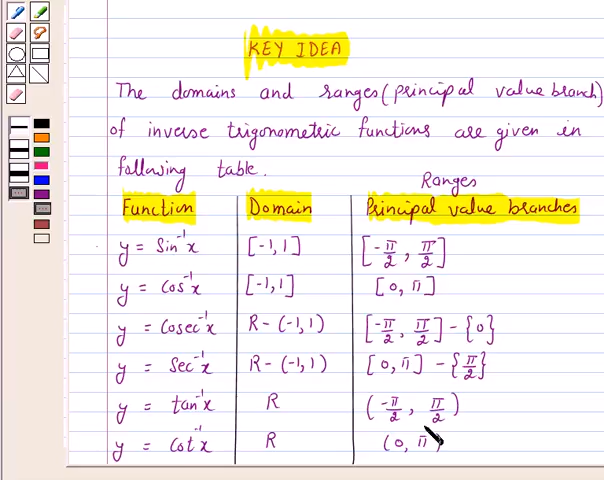 KEY IDEA
The domains and ranges (principal value branch)
of inverse trigonometric functions are given in
following table.
Ranges
Function Domain Principal value branches
y = Sin⁻¹x [-1, 1] [-π/2, π/2]
y = Cos⁻¹x [-1, 1] [0, π]
y = Cosec⁻¹x R - (-1, 1) [-π/2, π/2] - {0}
y = Sec⁻¹x R - (-1, 1) [0, π] - {π/2}
y = tan⁻¹x R (-π/2, π/2)
y = Cot⁻¹x R (0, π)